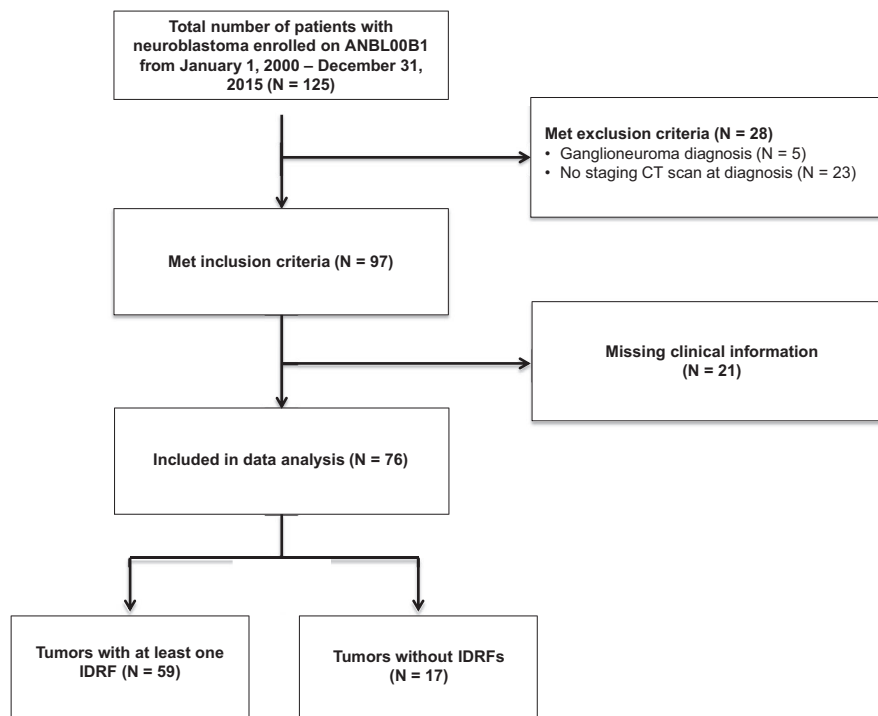 Total number of patients with
neuroblastoma enrolled on ANBL00B1
from January 1, 2000 – December 31,
2015 (N = 125)
Met exclusion criteria (N = 28)
• Ganglioneuroma diagnosis (N = 5)
• No staging CT scan at diagnosis (N = 23)
Met inclusion criteria (N = 97)
Missing clinical information
(N = 21)
Included in data analysis (N = 76)
Tumors with at least one
IDRF (N = 59)
Tumors without IDRFs
(N = 17)